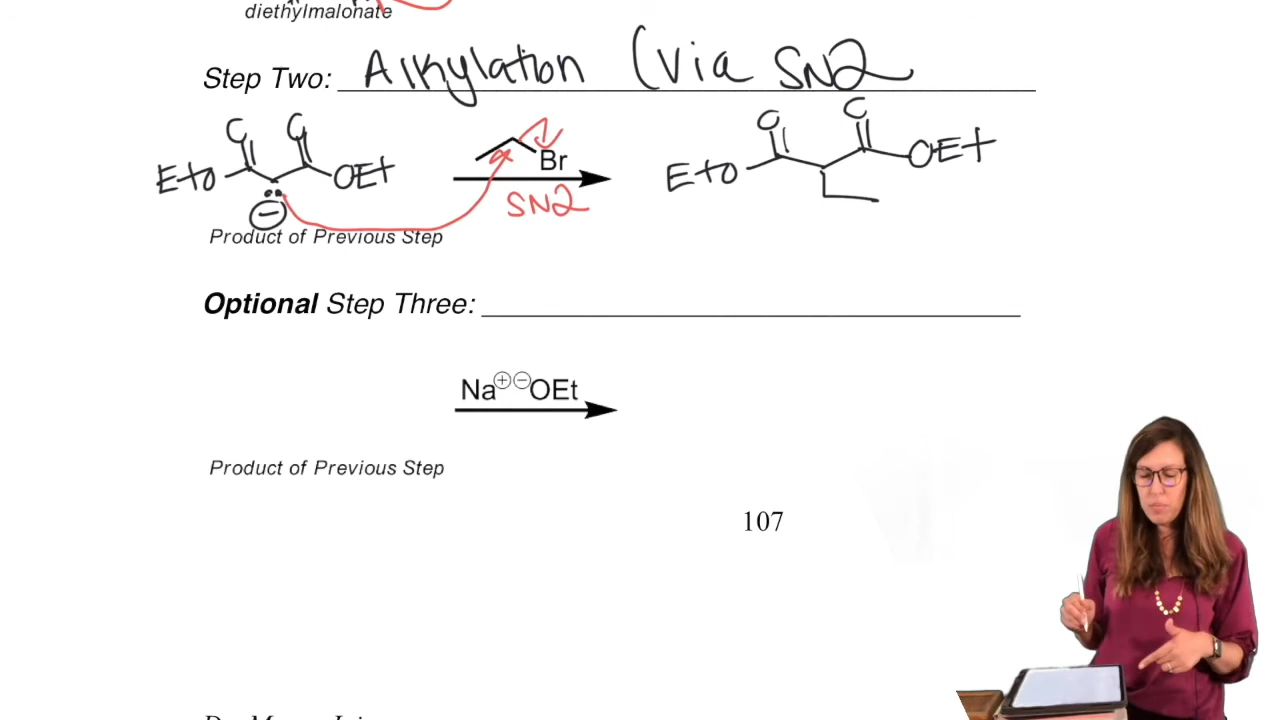 diethylmalonate
Step Two: Alkylation (via SN2
O O O O
EtO OEt Br EtO OEt
SN2
Product of Previous Step
Optional Step Three:
Na⊕⊖OEt
Product of Previous Step
107